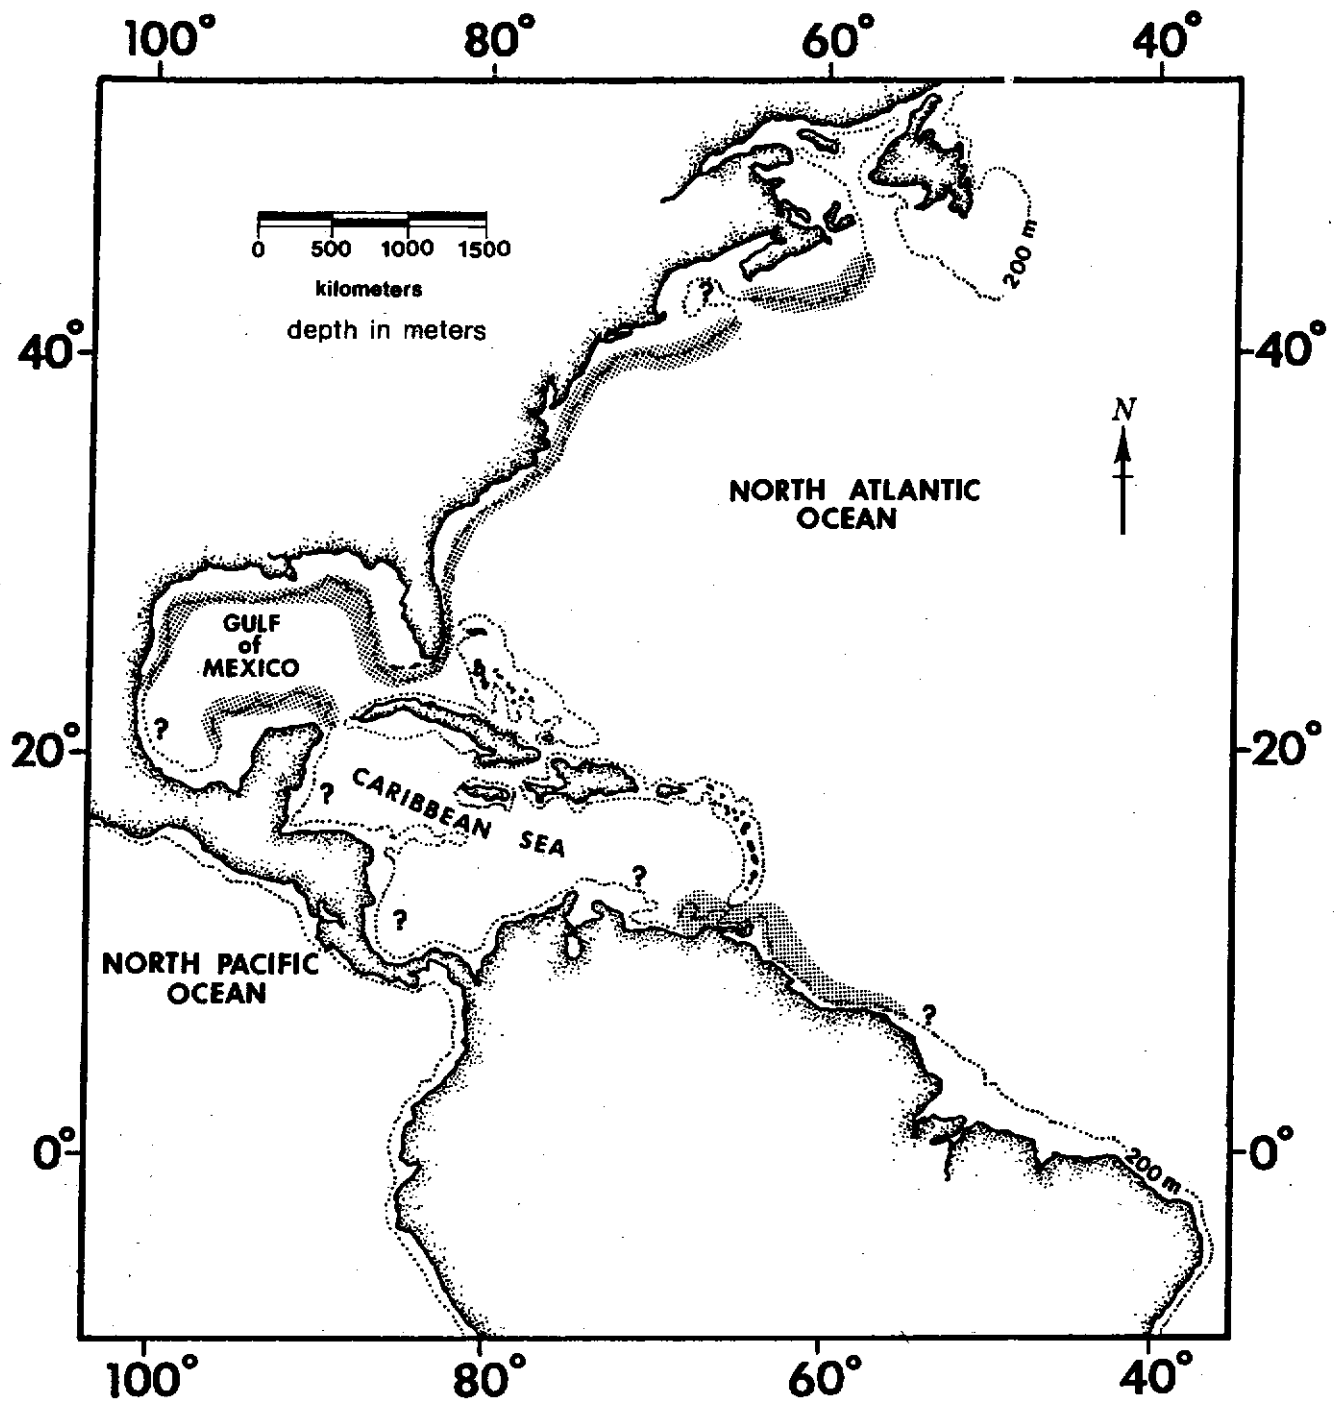 100° 80° 60° 40°
0 500 1000 1500
kilometers
depth in meters
200 m
?
40° 40°
N
NORTH ATLANTIC
OCEAN
GULF
of
MEXICO
?
20° 20°
?
CARIBBEAN SEA
?
?
NORTH PACIFIC
OCEAN
?
0° 0°
200 m
100° 80° 60° 40°